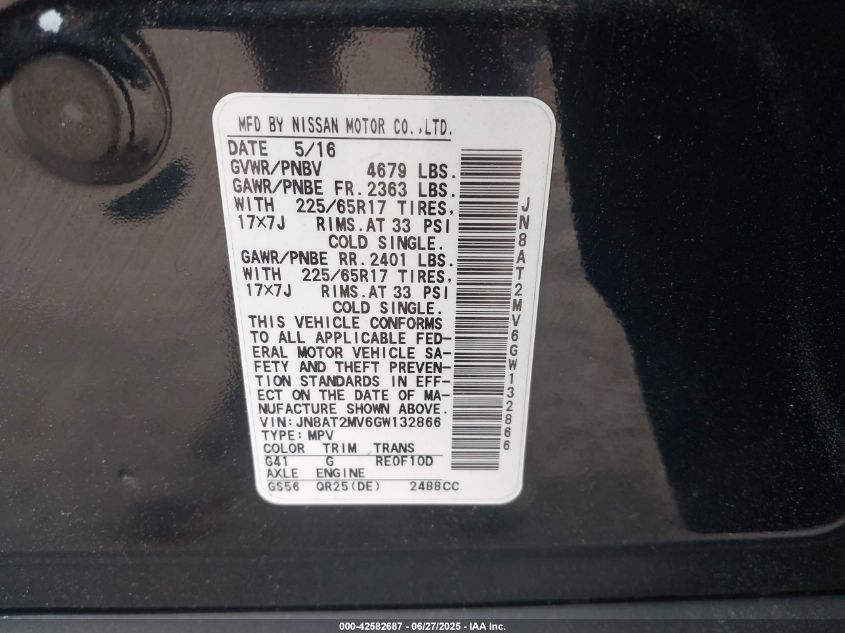 MFD BY NISSAN MOTOR CO.,LTD.
DATE 5/16
GVWR/PNBV 4679 LBS.
GAWR/PNBE FR.2363 LBS.
WITH 225/65R17 TIRES,
17×7J RIMS.AT 33 PSI
COLD SINGLE.
GAWR/PNBE RR.2401 LBS.
WITH 225/65R17 TIRES,
17×7J RIMS.AT 33 PSI
COLD SINGLE.
THIS VEHICLE CONFORMS
TO ALL APPLICABLE FED-
ERAL MOTOR VEHICLE SA-
FETY AND THEFT PREVEN-
TION STANDARDS IN EFF-
ECT ON THE DATE OF MA-
NUFACTURE SHOWN ABOVE.
VIN:JN8AT2MV6GW132866
TYPE:MPV
COLOR TRIM TRANS
G41 G RE0F10D
AXLE ENGINE
GS56 QR25(DE) 2488CC
JN8AT2MV6GW132866
000-42582687 - 06/27/2025 - IAA Inc.